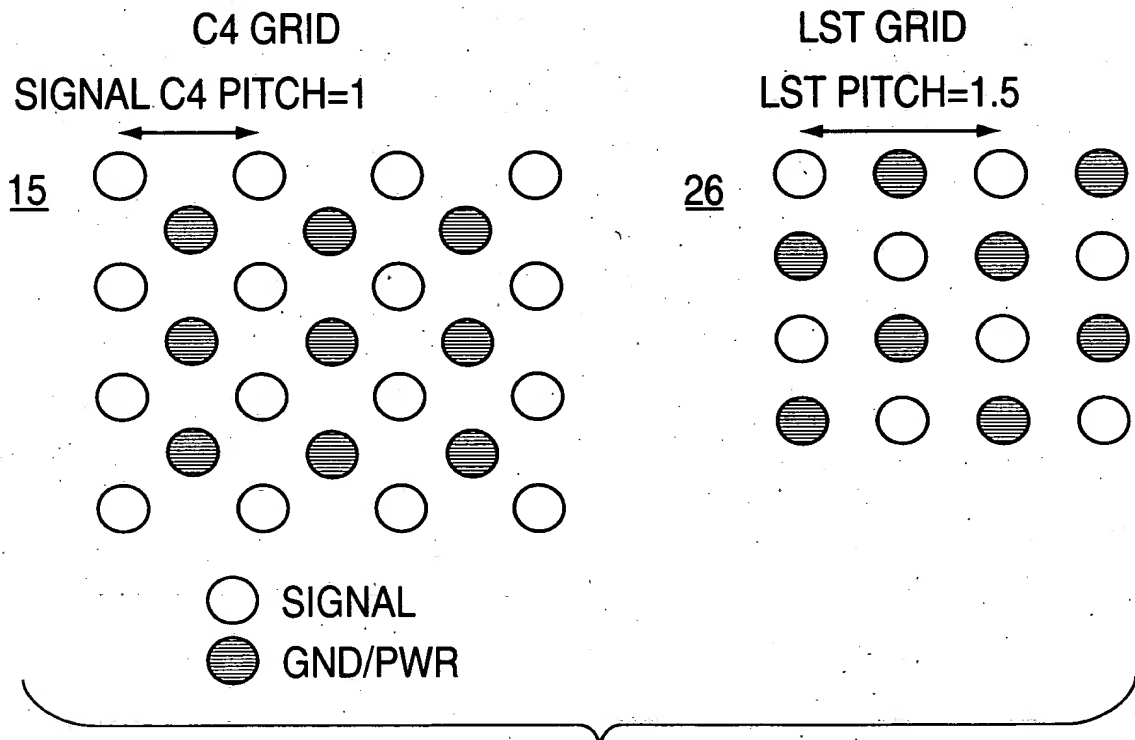 C4 GRID
SIGNAL C4 PITCH=1
15
LST GRID
LST PITCH=1.5
26
SIGNAL
GND/PWR